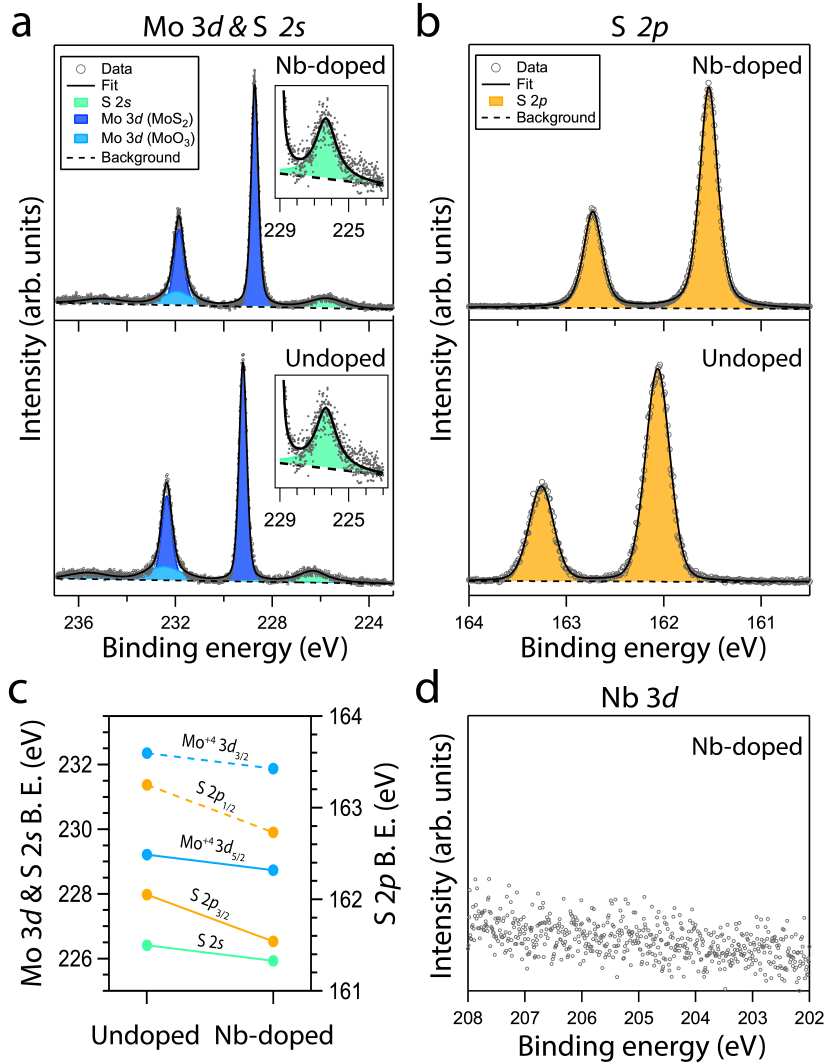 a
Mo 3d & S 2s
Data
Fit
S 2s
Mo 3d (MoS2)
Mo 3d (MoO3)
Background
Nb-doped
229 225
Undoped
229 225
Intensity (arb. units)
236 232 228 224
Binding energy (eV)
b
S 2p
Data
Fit
S 2p
Background
Nb-doped
Undoped
Intensity (arb. units)
164 163 162 161
Binding energy (eV)
c
Mo 3d & S 2s B. E. (eV)
232
230
228
226
Mo+4 3d3/2
S 2p1/2
Mo+4 3d5/2
S 2p3/2
S 2s
164
163
162
161
S 2p B. E. (eV)
Undoped Nb-doped
d
Nb 3d
Nb-doped
Intensity (arb. units)
208 207 206 205 204 203 202
Binding energy (eV)